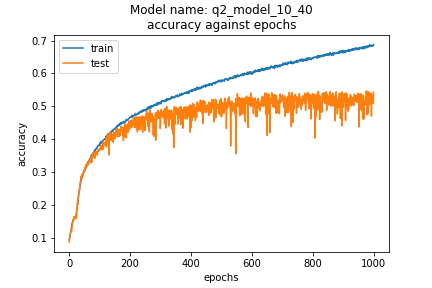 Model name: q2_model_10_40
accuracy against epochs
train
test
0.7
0.6
0.5
0.4
0.3
0.2
0.1
accuracy
0
200
400
600
800
1000
epochs